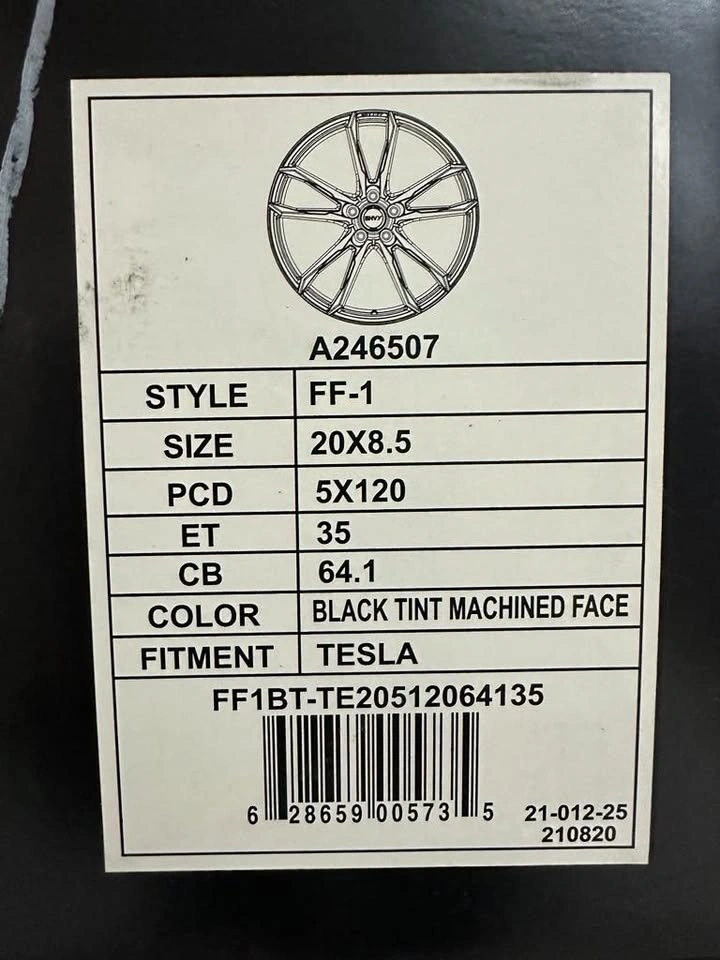 A246507
STYLE FF-1
SIZE 20X8.5
PCD 5X120
ET 35
CB 64.1
COLOR BLACK TINT MACHINED FACE
FITMENT TESLA
FF1BT-TE20512064135
6 28659 00573 5
21-012-25
210820